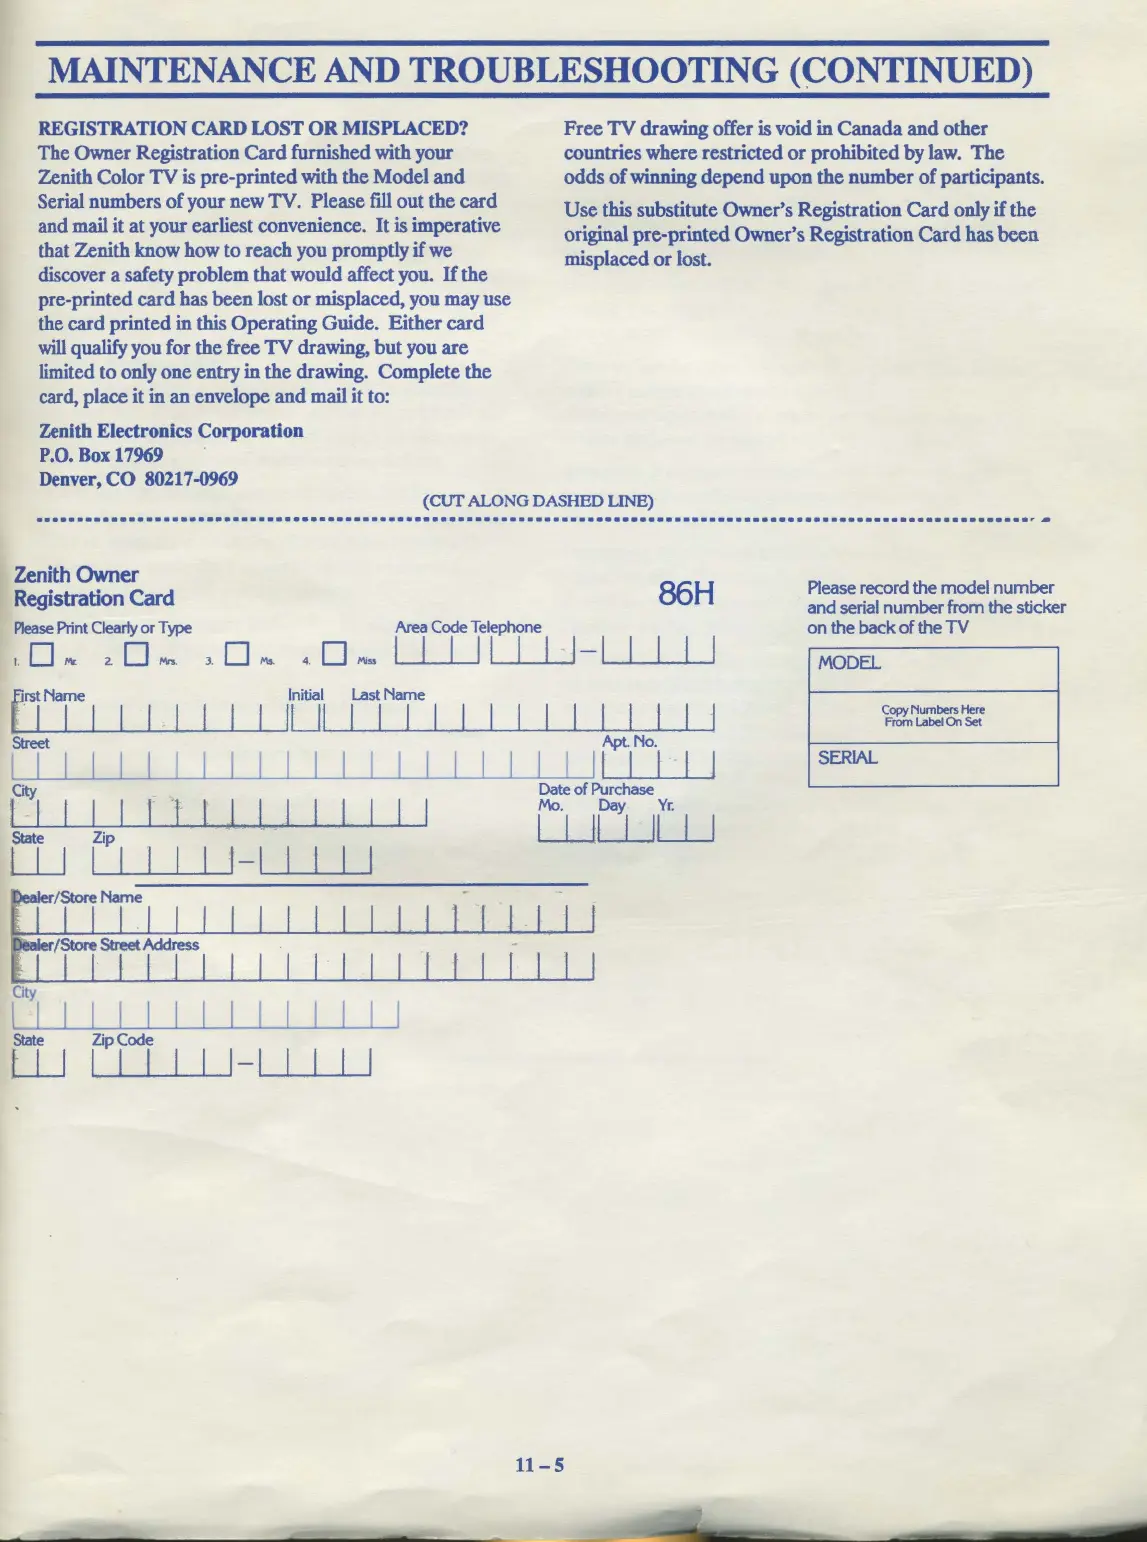 MAINTENANCE AND TROUBLESHOOTING (CONTINUED)
REGISTRATION CARD LOST OR MISPLACED?
The Owner Registration Card furnished with your
Zenith Color TV is pre-printed with the Model and
Serial numbers of your new TV. Please fill out the card
and mail it at your earliest convenience. It is imperative
that Zenith know how to reach you promptly if we
discover a safety problem that would affect you. If the
pre-printed card has been lost or misplaced, you may use
the card printed in this Operating Guide. Either card
will qualify you for the free TV drawing, but you are
limited to only one entry in the drawing. Complete the
card, place it in an envelope and mail it to:
Zenith Electronics Corporation
P.O. Box 17969
Denver, CO 80217-0969
Free TV drawing offer is void in Canada and other
countries where restricted or prohibited by law. The
odds of winning depend upon the number of participants.
Use this substitute Owner's Registration Card only if the
original pre-printed Owner's Registration Card has been
misplaced or lost.
(CUT ALONG DASHED LINE)
Zenith Owner
Registration Card
86H
Please Print Clearly or Type
Area Code Telephone
1. Mr. 2. Mrs. 3. Ms. 4. Miss
First Name Initial Last Name
Street Apt. No.
City Date of Purchase
Mo. Day Yr.
State Zip
Dealer/Store Name
Dealer/Store Street Address
City
State Zip Code
Please record the model number
and serial number from the sticker
on the back of the TV
MODEL
Copy Numbers Here
From Label On Set
SERIAL
11 – 5